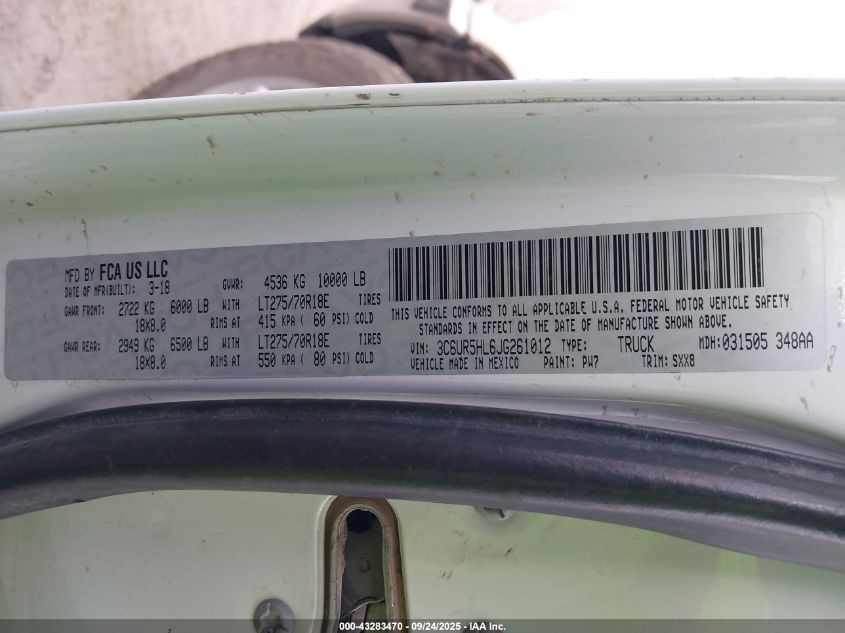 MFD BY FCA US LLC
DATE OF MFR(BUILT): 3-18 GVWR: 4536 KG 10000 LB
GAWR FRONT: 2722 KG 6000 LB WITH LT275/70R18E TIRES
18X8.0 RIMS AT 415 KPA ( 60 PSI) COLD
GAWR REAR: 2949 KG 6500 LB WITH LT275/70R18E TIRES
18X8.0 RIMS AT 550 KPA ( 80 PSI) COLD
THIS VEHICLE CONFORMS TO ALL APPLICABLE U.S.A. FEDERAL MOTOR VEHICLE SAFETY
STANDARDS IN EFFECT ON THE DATE OF MANUFACTURE SHOWN ABOVE.
VIN: 3C6UR5HL6JG261012 TYPE: TRUCK MDH: 031505 348AA
VEHICLE MADE IN MEXICO PAINT: PW7 TRIM: SXX8
000-43283470 - 09/24/2025 - IAAI.com